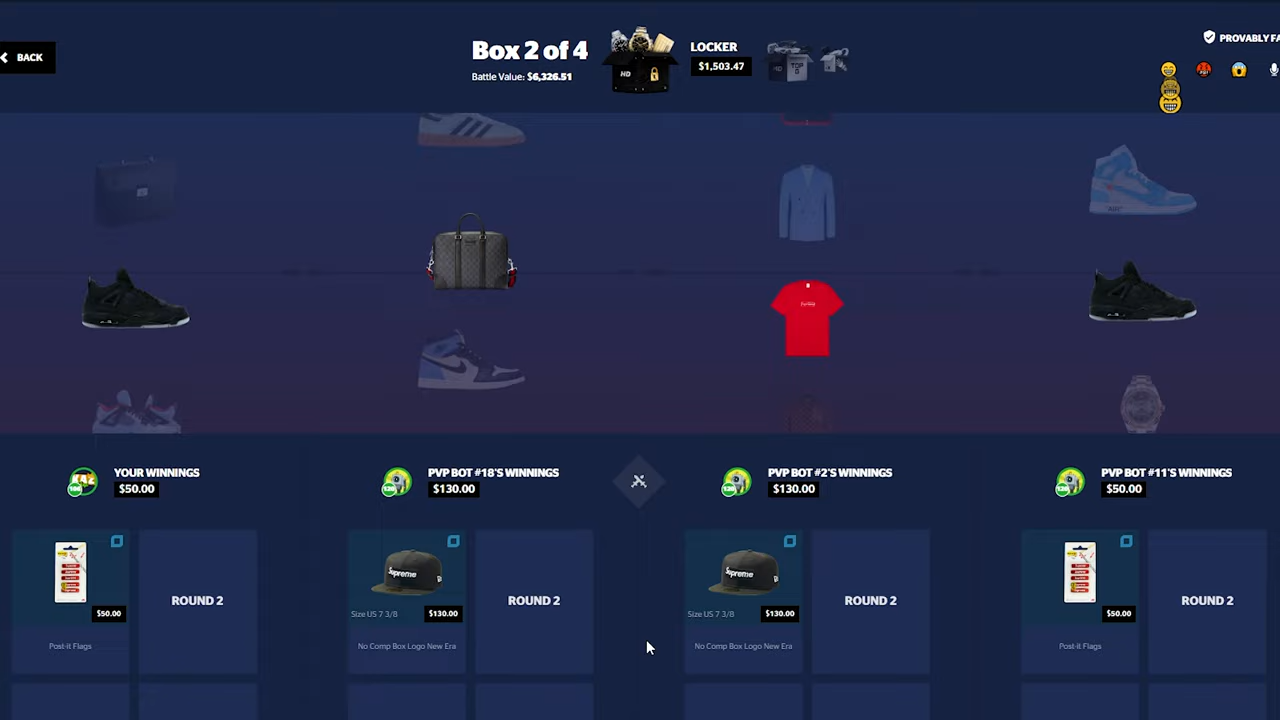 BACK
Box 2 of 4
Battle Value: $6,326.51
HD
LOCKER
$1,503.47
PROVABLY FA
YOUR WINNINGS
$50.00
PVP BOT #18'S WINNINGS
$130.00
PVP BOT #2'S WINNINGS
$130.00
PVP BOT #11'S WINNINGS
$50.00
$50.00
Post-it Flags
ROUND 2
Supreme
Size US 7 3/8
$130.00
No Comp Box Logo New Era
ROUND 2
Supreme
Size US 7 3/8
$130.00
No Comp Box Logo New Era
ROUND 2
$50.00
Post-it Flags
ROUND 2